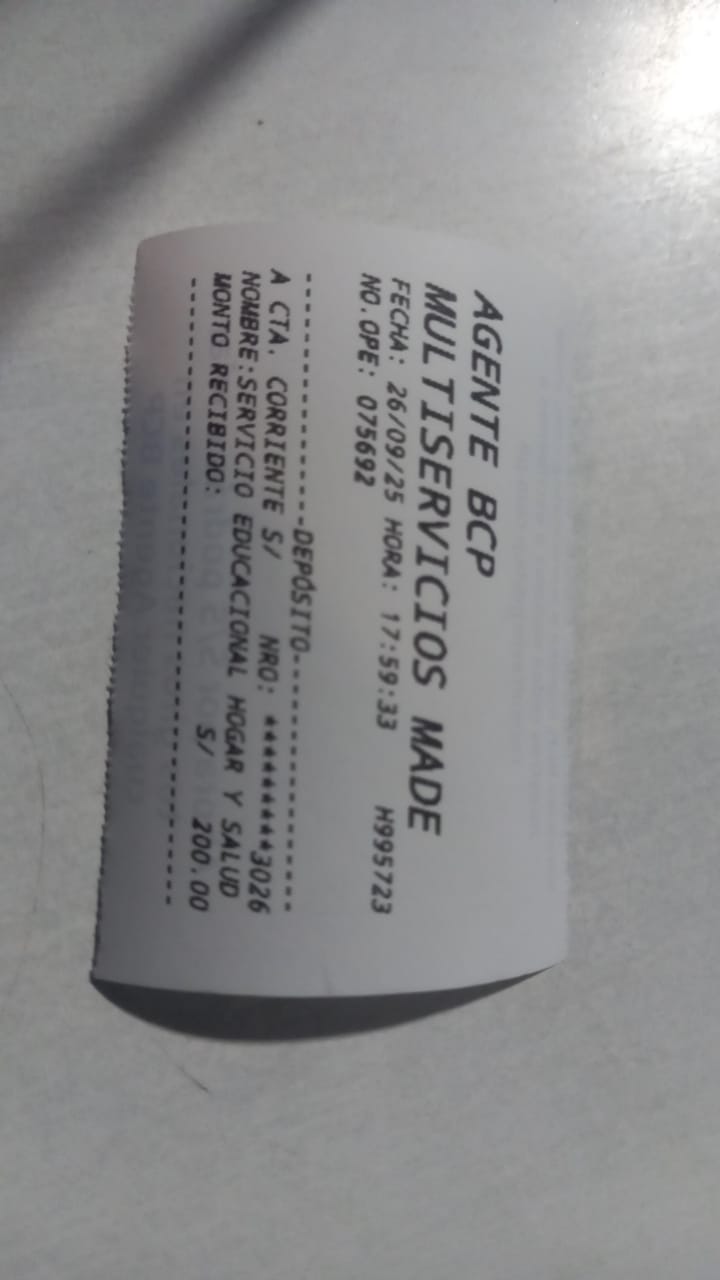 AGENTE BCP
MULTISERVICIOS MADE
FECHA: 26/09/25 HORA: 17:59:33 H995723
NO.OPE: 075692
--------------------DEPÓSITO--------------------
A CTA. CORRIENTE S/ NRO: **********3026
NOMBRE:SERVICIO EDUCACIONAL HOGAR Y SALUD
MONTO RECIBIDO: S/ 200.00
------------------------------------------------